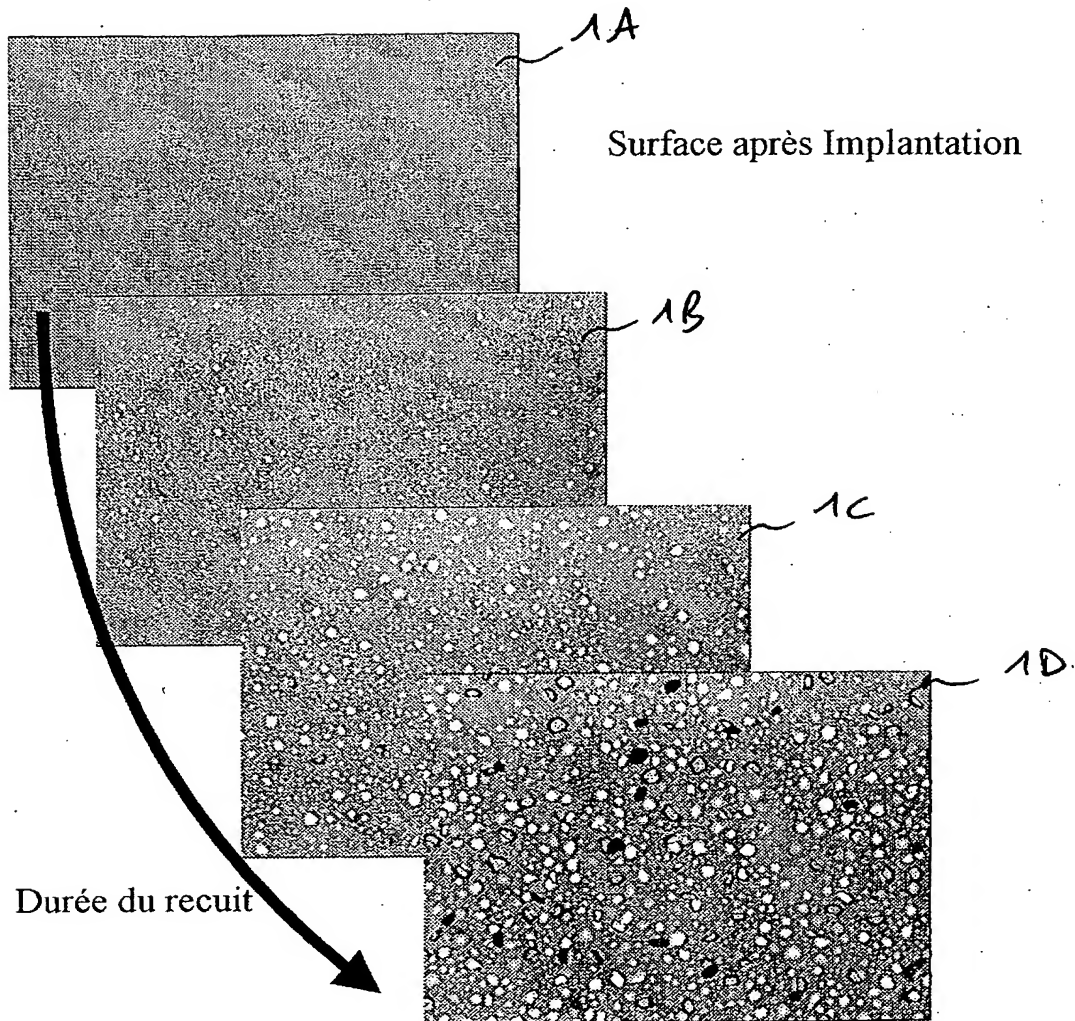 1A
Surface après Implantation
1B
1C
1D.
Durée du recuit